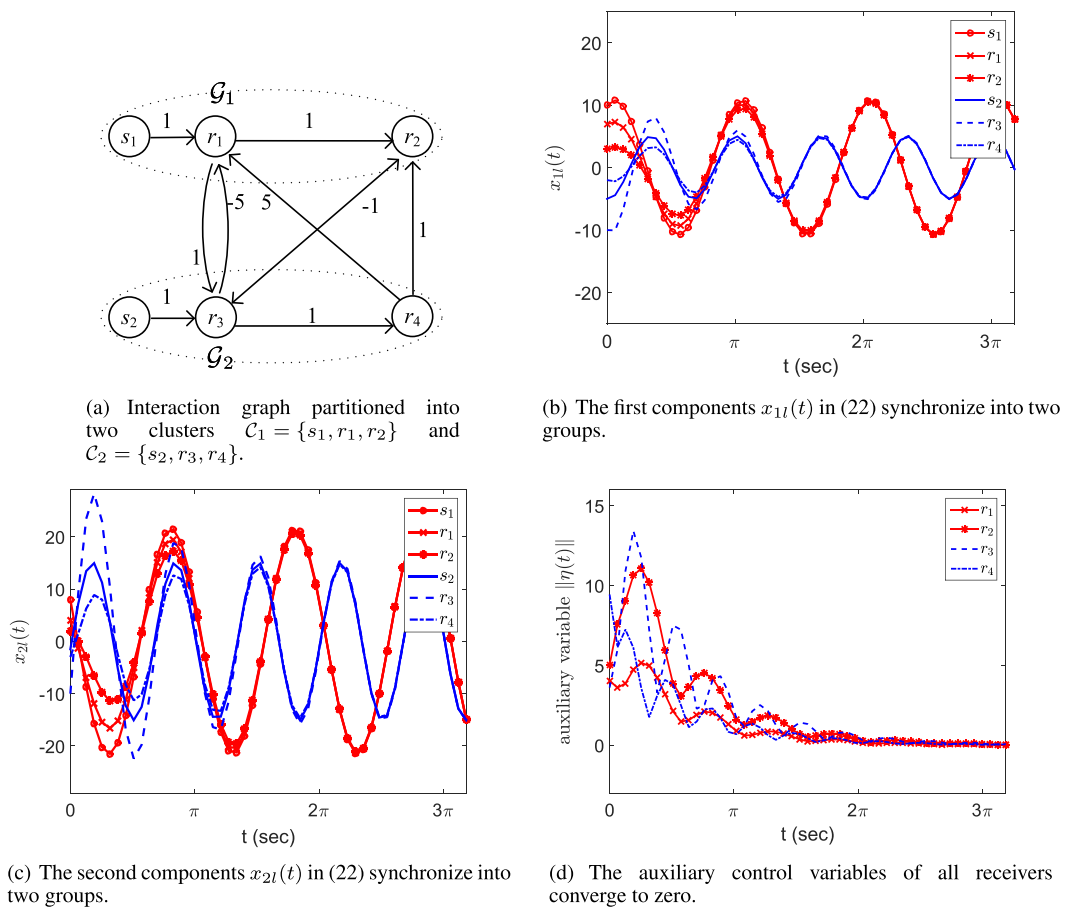 𝒢₁
s₁
1
r₁
1
r₂
-5
5
-1
1
1
s₂
1
r₃
1
r₄
𝒢₂
(a) Interaction graph partitioned into
two clusters 𝒞₁ = {s₁, r₁, r₂} and
𝒞₂ = {s₂, r₃, r₄}.
20
10
0
-10
-20
x₁ₗ(t)
0
π
2π
3π
t (sec)
s₁
r₁
r₂
s₂
r₃
r₄
(b) The first components x₁ₗ(t) in (22) synchronize into two
groups.
20
10
0
-10
-20
x₂ₗ(t)
0
π
2π
3π
t (sec)
s₁
r₁
r₂
s₂
r₃
r₄
(c) The second components x₂ₗ(t) in (22) synchronize into
two groups.
15
10
5
0
auxiliary variable ||η(t)||
0
π
2π
3π
t (sec)
r₁
r₂
r₃
r₄
(d) The auxiliary control variables of all receivers
converge to zero.